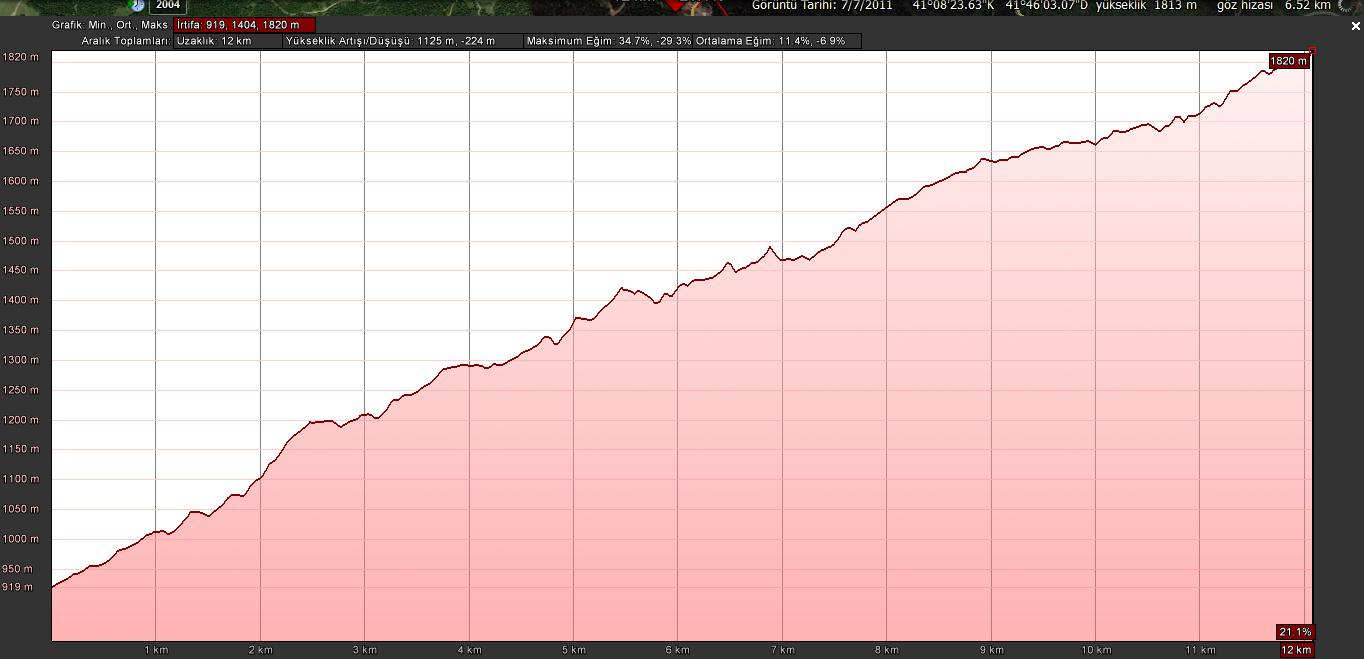 2004
Görüntü Tarihi: 7/7/2011 41°08'23.63"K 41°46'03.07"D yükseklik 1813 m göz hizası 6.52 km
Grafik Min., Ort., Maks. İrtifa: 919, 1404, 1820 m
Aralık Toplamları: Uzaklık: 12 km Yükseklik Artışı/Düşüşü: 1125 m, -224 m Maksimum Eğim: 34.7%, -29.3% Ortalama Eğim: 11.4%, -6.9%
1820 m
1820 m
1750 m
1700 m
1650 m
1600 m
1550 m
1500 m
1450 m
1400 m
1350 m
1300 m
1250 m
1200 m
1150 m
1100 m
1050 m
1000 m
950 m
919 m
21.1%
1 km 2 km 3 km 4 km 5 km 6 km 7 km 8 km 9 km 10 km 11 km 12 km